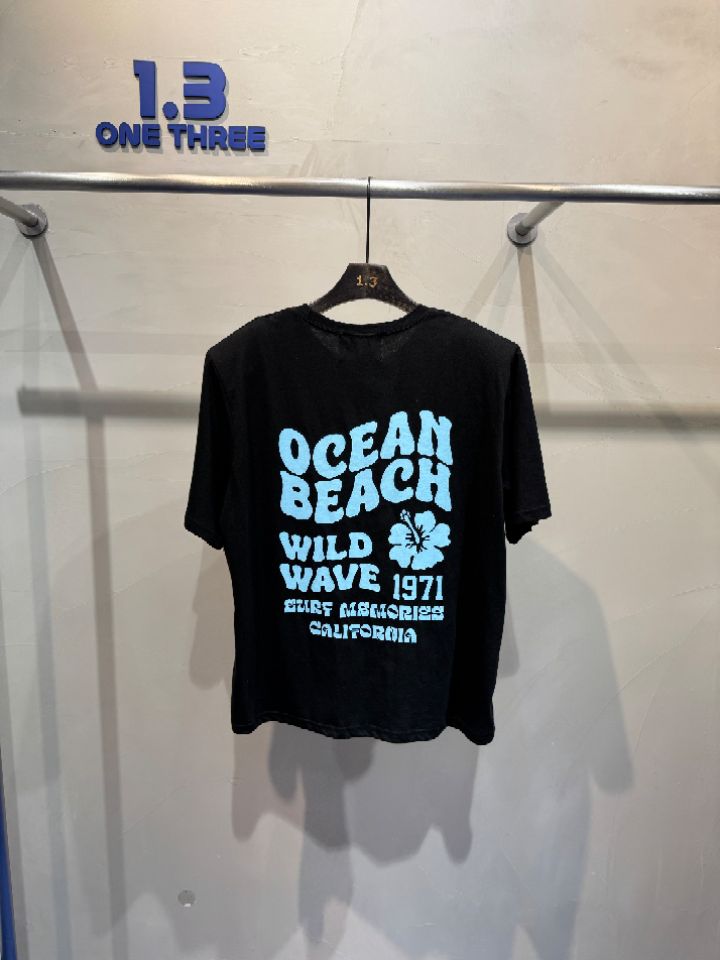 1.3
ONE THREE
1.3
OCEAN
BEACH
WILD
WAVE 1971
SURF MEMORIES
CALIFORNIA